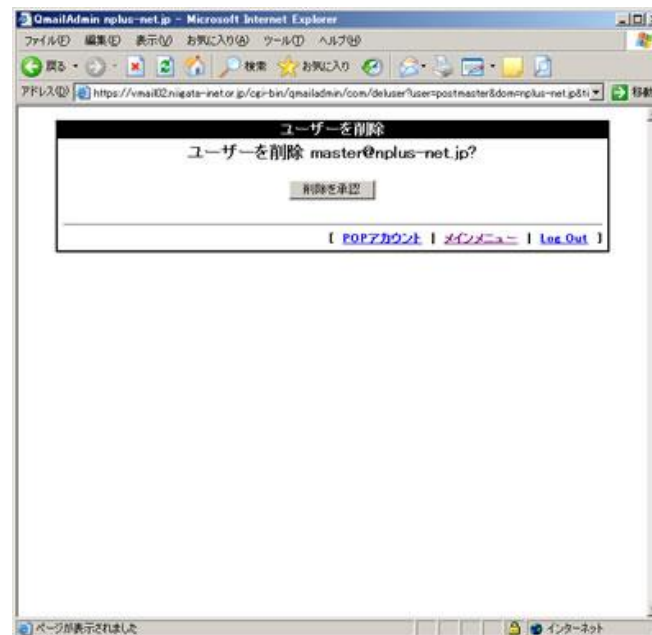 QmailAdmin nplus-net.jp - Microsoft Internet Explorer
ファイル(F) 編集(E) 表示(V) お気に入り(A) ツール(T) ヘルプ(H)
戻る 検索 お気に入り
アドレス(D) https://vmail02.niigata-inet.or.jp/cgi-bin/qmailadmin/com/deluser?user=postmaster&dom=nplus-net.jp&ti 移動
ユーザーを削除
ユーザーを削除 master@nplus-net.jp?
削除を承認
[ POPアカウント | メインメニュー | Log Out ]
ページが表示されました インターネット